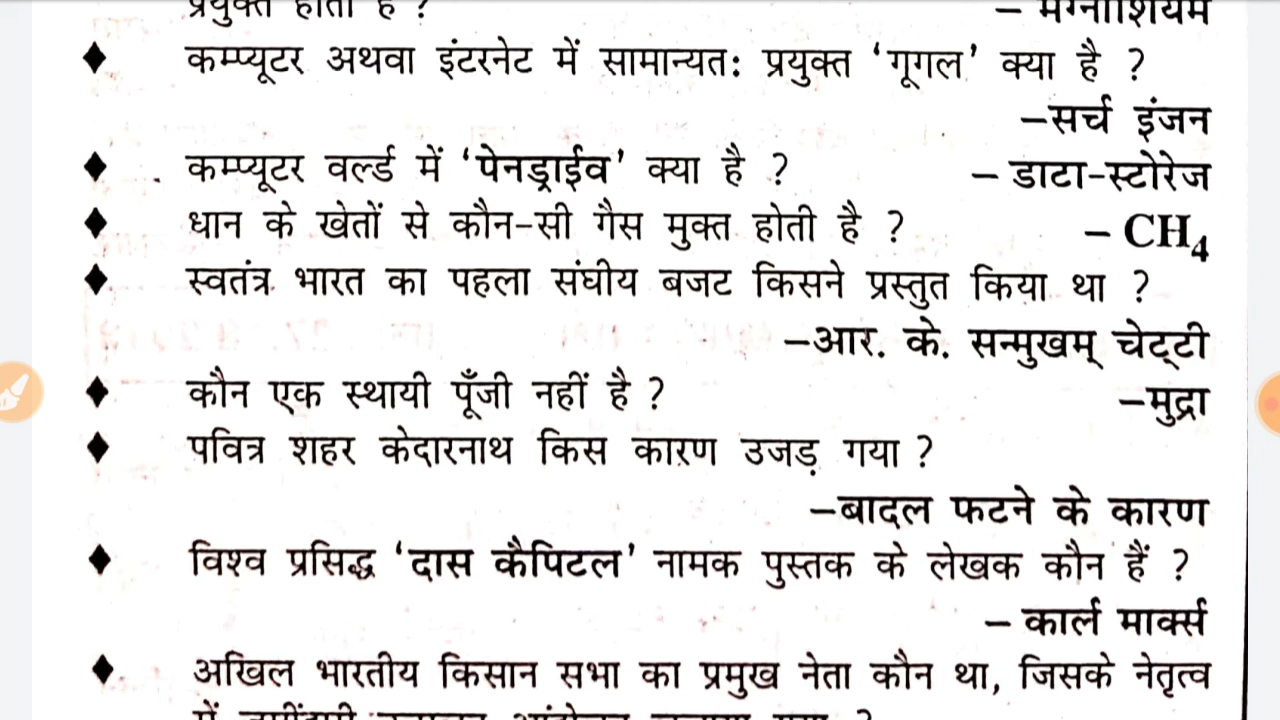 प्रयुक्त होता है ? – मैग्नीशियम
♦ कम्प्यूटर अथवा इंटरनेट में सामान्यतः प्रयुक्त ‘गूगल’ क्या है ?
–सर्च इंजन
♦ कम्प्यूटर वर्ल्ड में ‘पेनड्राईव’ क्या है ? – डाटा-स्टोरेज
♦ धान के खेतों से कौन-सी गैस मुक्त होती है ? – CH₄
♦ स्वतंत्र भारत का पहला संघीय बजट किसने प्रस्तुत किया था ?
–आर. के. सन्मुखम् चेट्टी
♦ कौन एक स्थायी पूँजी नहीं है ? –मुद्रा
♦ पवित्र शहर केदारनाथ किस कारण उजड़ गया ?
–बादल फटने के कारण
♦ विश्व प्रसिद्ध ‘दास कैपिटल’ नामक पुस्तक के लेखक कौन हैं ?
– कार्ल मार्क्स
♦ अखिल भारतीय किसान सभा का प्रमुख नेता कौन था, जिसके नेतृत्व
में